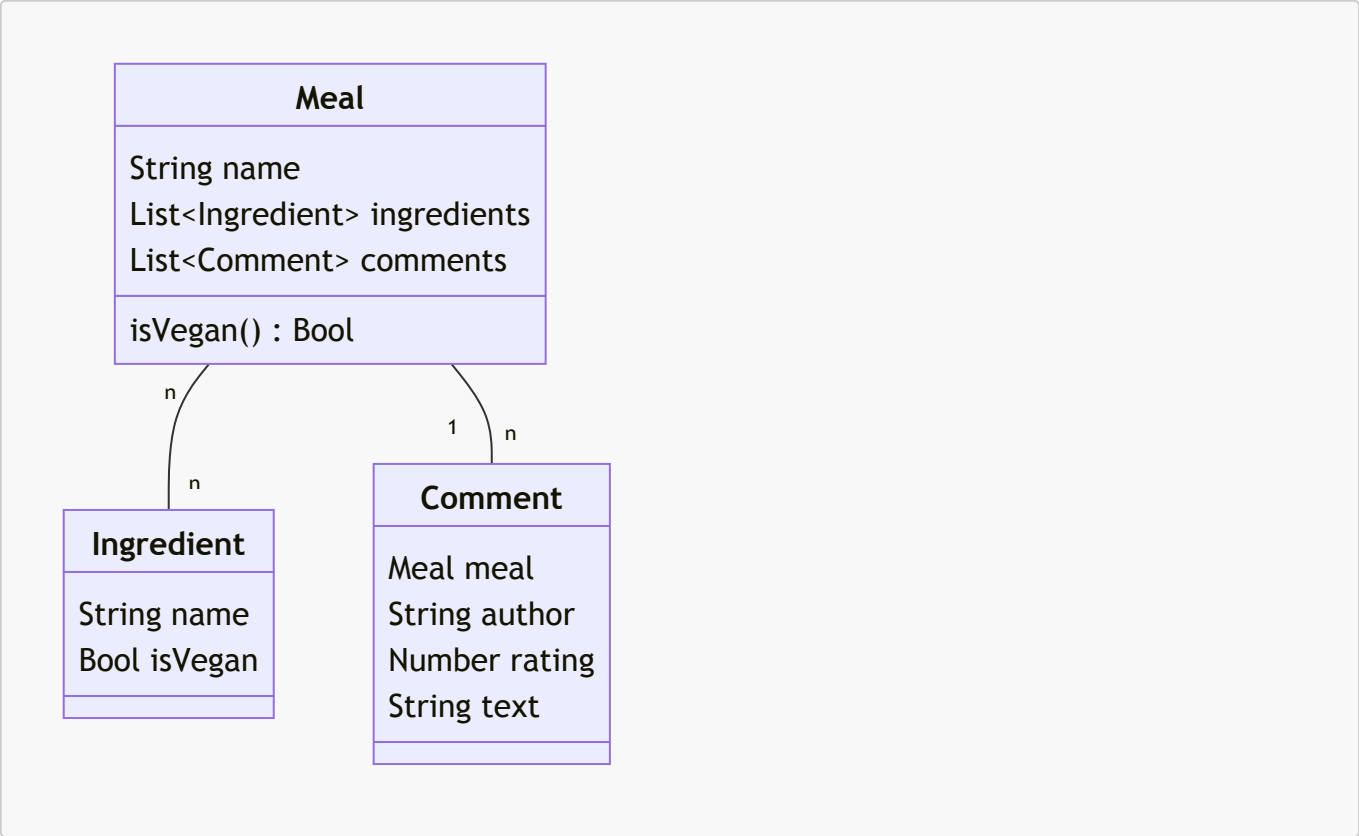 Meal
String name
List<Ingredient> ingredients
List<Comment> comments
isVegan() : Bool
n
1
n
n
Comment
Meal meal
String author
Number rating
String text
Ingredient
String name
Bool isVegan